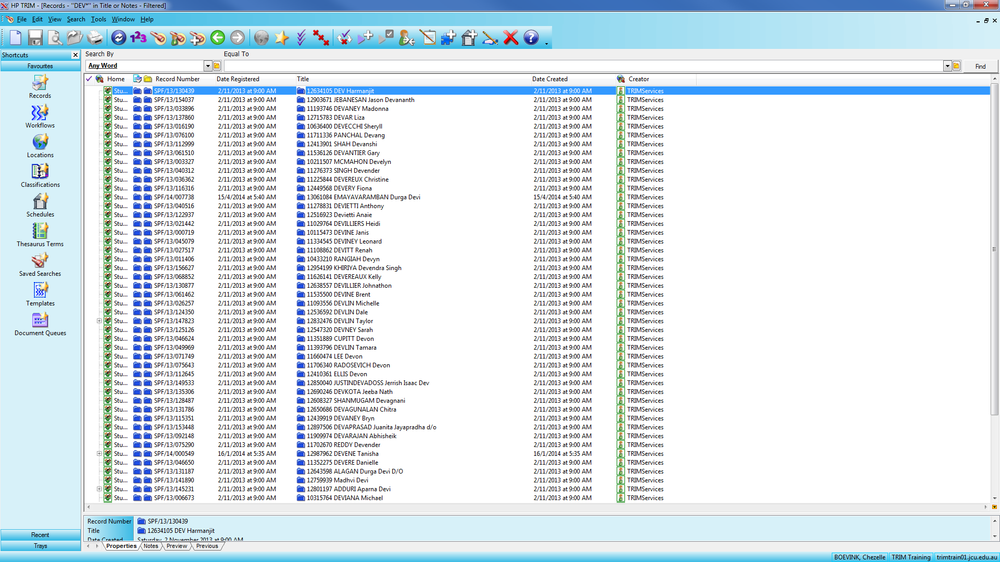 HP TRIM - [Records - "DEV*" in Title or Notes - Filtered]
File Edit View Search Tools Window Help
Shortcuts
Favourites
Records
Workflows
Locations
Classifications
Schedules
Thesaurus Terms
Saved Searches
Templates
Document Queues
Recent
Trays
Search By Equal To
Any Word Find
Home Record Number Date Registered Title Date Created Creator
Stu... SPF/13/130439 2/11/2013 at 9:00 AM 12634105 DEV Harmanjit 2/11/2013 at 9:00 AM TRIMServices
Stu... SPF/13/154037 2/11/2013 at 9:00 AM 12903671 JEBANESAN Jason Devananth 2/11/2013 at 9:00 AM TRIMServices
Stu... SPF/13/033896 2/11/2013 at 9:00 AM 11193746 DEVANEY Madonna 2/11/2013 at 9:00 AM TRIMServices
Stu... SPF/13/137860 2/11/2013 at 9:00 AM 12715783 DEVAR Liza 2/11/2013 at 9:00 AM TRIMServices
Stu... SPF/13/016190 2/11/2013 at 9:00 AM 10636400 DEVECCHI Sheryll 2/11/2013 at 9:00 AM TRIMServices
Stu... SPF/13/076100 2/11/2013 at 9:00 AM 11711336 PANCHAL Devang 2/11/2013 at 9:00 AM TRIMServices
Stu... SPF/13/112999 2/11/2013 at 9:00 AM 12413901 SHAH Devanshi 2/11/2013 at 9:00 AM TRIMServices
Stu... SPF/13/061510 2/11/2013 at 9:00 AM 11536126 DEVANTIER Gary 2/11/2013 at 9:00 AM TRIMServices
Stu... SPF/13/003327 2/11/2013 at 9:00 AM 10211507 MCMAHON Develyn 2/11/2013 at 9:00 AM TRIMServices
Stu... SPF/13/040312 2/11/2013 at 9:00 AM 11276373 SINGH Devender 2/11/2013 at 9:00 AM TRIMServices
Stu... SPF/13/036362 2/11/2013 at 9:00 AM 11225844 DEVEREUX Christine 2/11/2013 at 9:00 AM TRIMServices
Stu... SPF/13/116316 2/11/2013 at 9:00 AM 12449568 DEVERY Fiona 2/11/2013 at 9:00 AM TRIMServices
Stu... SPF/14/007738 15/4/2014 at 5:40 AM 13061084 EMAYAVARAMBAN Durga Devi 15/4/2014 at 5:40 AM TRIMServices
Stu... SPF/13/040516 2/11/2013 at 9:00 AM 11278831 DEVIETTI Anthony 2/11/2013 at 9:00 AM TRIMServices
Stu... SPF/13/122937 2/11/2013 at 9:00 AM 12516923 Devietti Anaie 2/11/2013 at 9:00 AM TRIMServices
Stu... SPF/13/021442 2/11/2013 at 9:00 AM 11029764 DEVILLIERS Heidi 2/11/2013 at 9:00 AM TRIMServices
Stu... SPF/13/000719 2/11/2013 at 9:00 AM 10115473 DEVINE Janis 2/11/2013 at 9:00 AM TRIMServices
Stu... SPF/13/045079 2/11/2013 at 9:00 AM 11334545 DEVINEY Leonard 2/11/2013 at 9:00 AM TRIMServices
Stu... SPF/13/027517 2/11/2013 at 9:00 AM 11108862 DEVITT Renah 2/11/2013 at 9:00 AM TRIMServices
Stu... SPF/13/011406 2/11/2013 at 9:00 AM 10433210 RANGIAH Devyn 2/11/2013 at 9:00 AM TRIMServices
Stu... SPF/13/156627 2/11/2013 at 9:00 AM 12954199 KHIRIYA Devendra Singh 2/11/2013 at 9:00 AM TRIMServices
Stu... SPF/13/068852 2/11/2013 at 9:00 AM 11626141 DEVEREAUX Kelly 2/11/2013 at 9:00 AM TRIMServices
Stu... SPF/13/130877 2/11/2013 at 9:00 AM 12638557 DEVILLIER Johnathon 2/11/2013 at 9:00 AM TRIMServices
Stu... SPF/13/061462 2/11/2013 at 9:00 AM 11535500 DEVINE Brent 2/11/2013 at 9:00 AM TRIMServices
Stu... SPF/13/026257 2/11/2013 at 9:00 AM 11093556 DEVLIN Michelle 2/11/2013 at 9:00 AM TRIMServices
Stu... SPF/13/124350 2/11/2013 at 9:00 AM 12536592 DEVLIN Dale 2/11/2013 at 9:00 AM TRIMServices
Stu... SPF/13/147823 2/11/2013 at 9:00 AM 12832476 DEVLIN Taylor 2/11/2013 at 9:00 AM TRIMServices
Stu... SPF/13/125126 2/11/2013 at 9:00 AM 12547320 DEVNEY Sarah 2/11/2013 at 9:00 AM TRIMServices
Stu... SPF/13/046624 2/11/2013 at 9:00 AM 11351889 CUPITT Devon 2/11/2013 at 9:00 AM TRIMServices
Stu... SPF/13/049969 2/11/2013 at 9:00 AM 11393796 DEVLIN Tamara 2/11/2013 at 9:00 AM TRIMServices
Stu... SPF/13/071749 2/11/2013 at 9:00 AM 11660474 LEE Devon 2/11/2013 at 9:00 AM TRIMServices
Stu... SPF/13/075643 2/11/2013 at 9:00 AM 11706340 RADOSEVICH Devon 2/11/2013 at 9:00 AM TRIMServices
Stu... SPF/13/112645 2/11/2013 at 9:00 AM 12410361 ELLIS Devon 2/11/2013 at 9:00 AM TRIMServices
Stu... SPF/13/149533 2/11/2013 at 9:00 AM 12850040 JUSTINDEVADOSS Jerrish Isaac Dev 2/11/2013 at 9:00 AM TRIMServices
Stu... SPF/13/135306 2/11/2013 at 9:00 AM 12690246 DEVKOTA Jeeba Nath 2/11/2013 at 9:00 AM TRIMServices
Stu... SPF/13/128487 2/11/2013 at 9:00 AM 12608327 SHANMUGAM Devagnani 2/11/2013 at 9:00 AM TRIMServices
Stu... SPF/13/131786 2/11/2013 at 9:00 AM 12650686 DEVAGUNALAN Chitra 2/11/2013 at 9:00 AM TRIMServices
Stu... SPF/13/115351 2/11/2013 at 9:00 AM 12439919 DEVANEY Bryn 2/11/2013 at 9:00 AM TRIMServices
Stu... SPF/13/153448 2/11/2013 at 9:00 AM 12897506 DEVAPRASAD Juanita Jayapradha d/o 2/11/2013 at 9:00 AM TRIMServices
Stu... SPF/13/092148 2/11/2013 at 9:00 AM 11909974 DEVARAJAN Abhisheik 2/11/2013 at 9:00 AM TRIMServices
Stu... SPF/13/075290 2/11/2013 at 9:00 AM 11702670 REDDY Devender 2/11/2013 at 9:00 AM TRIMServices
Stu... SPF/14/000549 16/1/2014 at 5:35 AM 12987962 DEVENE Tanisha 16/1/2014 at 5:35 AM TRIMServices
Stu... SPF/13/046650 2/11/2013 at 9:00 AM 11352275 DEVERE Danielle 2/11/2013 at 9:00 AM TRIMServices
Stu... SPF/13/131187 2/11/2013 at 9:00 AM 12643598 ALAGAN Durga Devi D/O 2/11/2013 at 9:00 AM TRIMServices
Stu... SPF/13/141890 2/11/2013 at 9:00 AM 12759939 Madhvi Devi 2/11/2013 at 9:00 AM TRIMServices
Stu... SPF/13/145231 2/11/2013 at 9:00 AM 12801197 ADDURI Aparna Devi 2/11/2013 at 9:00 AM TRIMServices
Stu... SPF/13/006673 2/11/2013 at 9:00 AM 10315764 DEVIANA Michael 2/11/2013 at 9:00 AM TRIMServices
Record Number SPF/13/130439
Title 12634105 DEV Harmanjit
Date Created Saturday, 2 November 2013 at 9:00 AM
Properties Notes Preview Previous
BOEVINK, Chezelle TRIM Training trimtrain01.jcu.edu.au